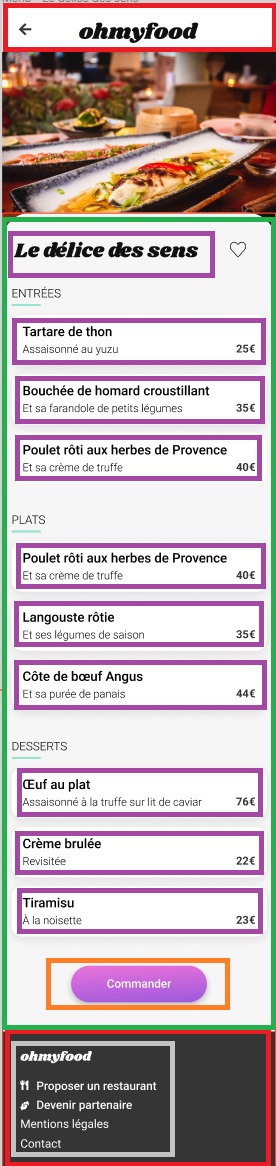 Menu - Le délice des sens
ohmyfood
Le délice des sens
ENTRÉES
Tartare de thon
Assaisonné au yuzu 25€
Bouchée de homard croustillant
Et sa farandole de petits légumes 35€
Poulet rôti aux herbes de Provence
Et sa crème de truffe 40€
PLATS
Poulet rôti aux herbes de Provence
Et sa crème de truffe 40€
Langouste rôtie
Et ses légumes de saison 35€
Côte de bœuf Angus
Et sa purée de panais 44€
DESSERTS
Œuf au plat
Assaisonné à la truffe sur lit de caviar 76€
Crème brulée
Revisitée 22€
Tiramisu
À la noisette 23€
Commander
ohmyfood
Proposer un restaurant
Devenir partenaire
Mentions légales
Contact